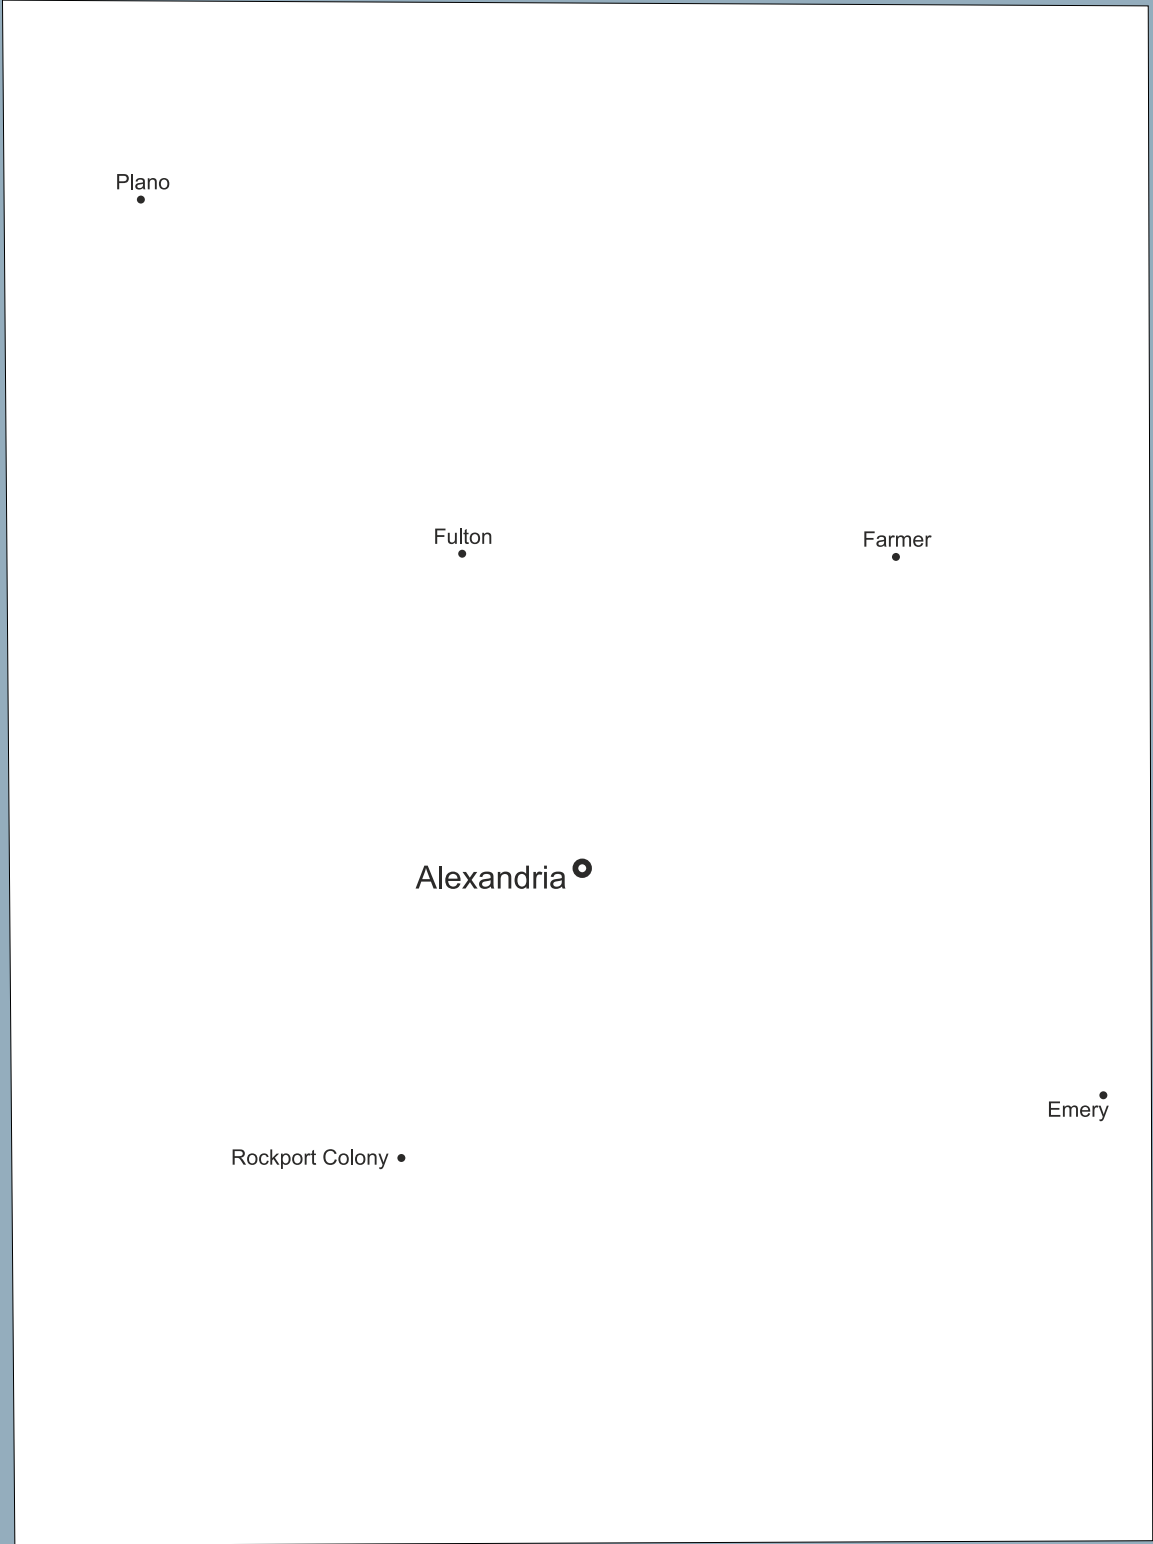 Plano
Fulton
Farmer
Alexandria
Emery
Rockport Colony